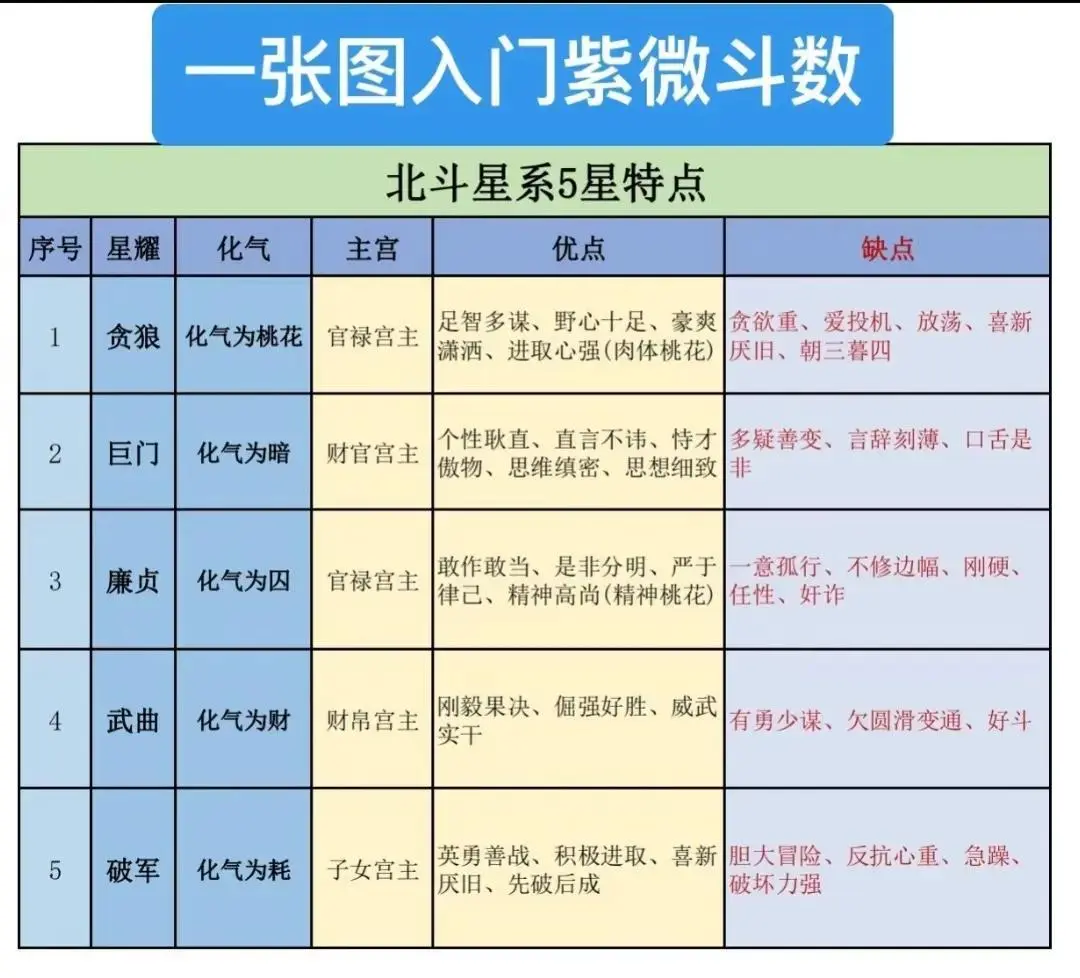 一张图入门紫微斗数
北斗星系5星特点
序号 星耀 化气 主宫 优点 缺点
1 贪狼 化气为桃花 官禄宫主 足智多谋、野心十足、豪爽
潇洒、进取心强(肉体桃花) 贪欲重、爱投机、放荡、喜新
厌旧、朝三暮四
2 巨门 化气为暗 财官宫主 个性耿直、直言不讳、恃才
傲物、思维缜密、思想细致 多疑善变、言辞刻薄、口舌是
非
3 廉贞 化气为囚 官禄宫主 敢作敢当、是非分明、严于
律己、精神高尚(精神桃花) 一意孤行、不修边幅、刚硬、
任性、奸诈
4 武曲 化气为财 财帛宫主 刚毅果决、倔强好胜、威武
实干 有勇少谋、欠圆滑变通、好斗
5 破军 化气为耗 子女宫主 英勇善战、积极进取、喜新
厌旧、先破后成 胆大冒险、反抗心重、急躁、
破坏力强